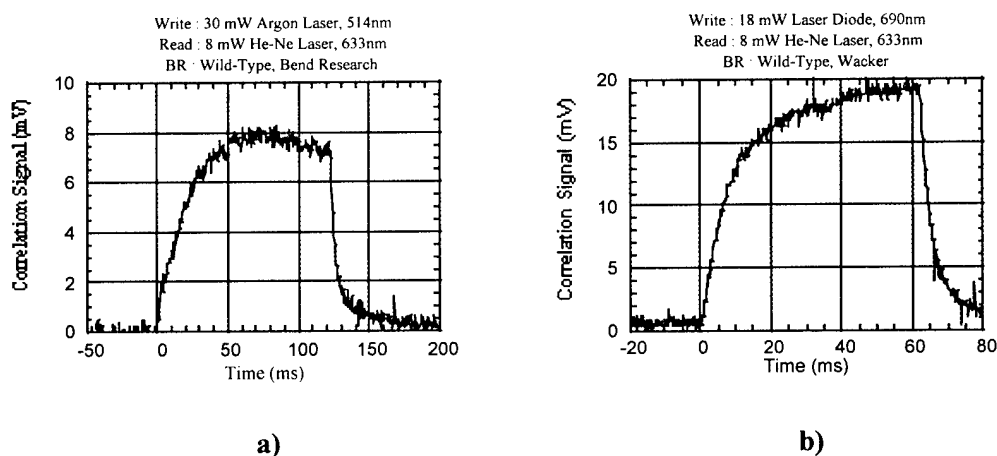 Write : 30 mW Argon Laser, 514nm
Read : 8 mW He-Ne Laser, 633nm
BR : Wild-Type, Bend Research
10
8
6
4
2
0
Correlation Signal (mV)
-50 0 50 100 150 200
Time (ms)
a)
Write : 18 mW Laser Diode, 690nm
Read : 8 mW He-Ne Laser, 633nm
BR : Wild-Type, Wacker
20
15
10
5
0
Correlation Signal (mV)
-20 0 20 40 60 80
Time (ms)
b)